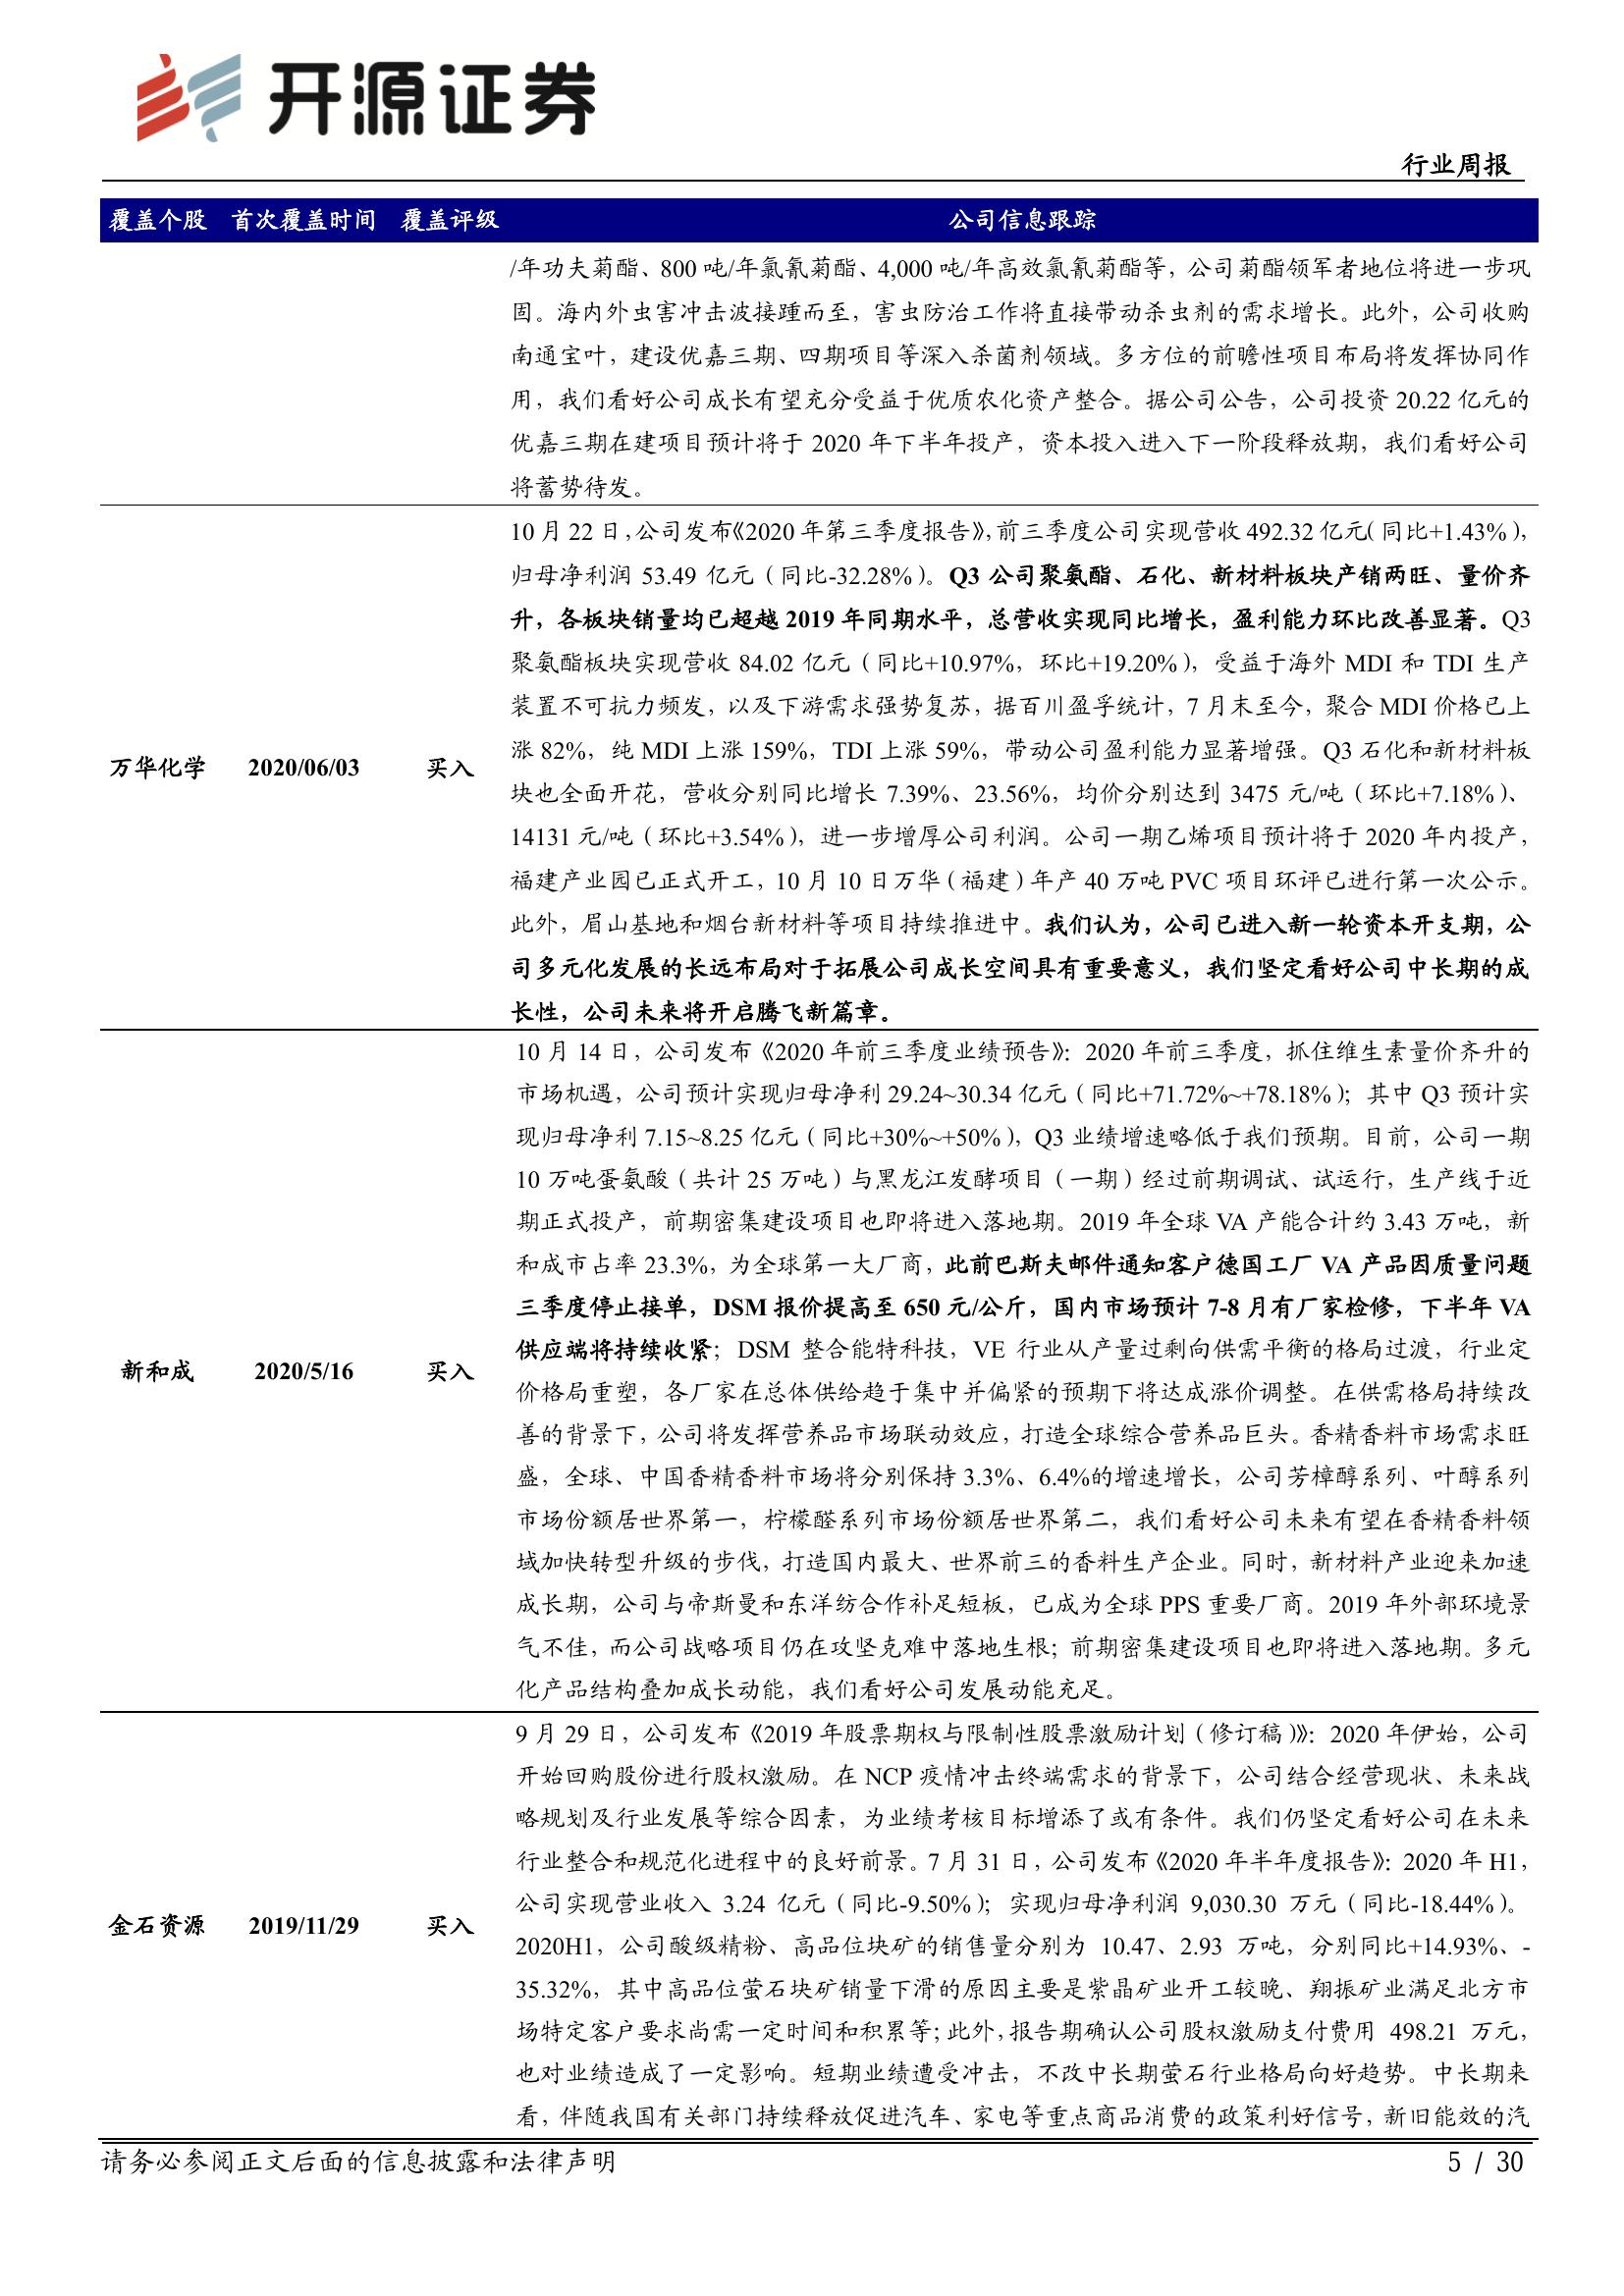 开源证券
行业周报
覆盖个股 首次覆盖时间 覆盖评级 公司信息跟踪
/年功夫菊酯、800 吨/年氯氰菊酯、4,000 吨/年高效氯氰菊酯等，公司菊酯领军者地位将进一步巩
固。海内外虫害冲击波接踵而至，害虫防治工作将直接带动杀虫剂的需求增长。此外，公司收购
南通宝叶，建设优嘉三期、四期项目等深入杀菌剂领域。多方位的前瞻性项目布局将发挥协同作
用，我们看好公司成长有望充分受益于优质农化资产整合。据公司公告，公司投资 20.22 亿元的
优嘉三期在建项目预计将于 2020 年下半年投产，资本投入进入下一阶段释放期，我们看好公司
将蓄势待发。
10 月 22 日，公司发布《2020 年第三季度报告》，前三季度公司实现营收 492.32 亿元（同比+1.43%），
归母净利润 53.49 亿元（同比-32.28%）。Q3 公司聚氨酯、石化、新材料板块产销两旺、量价齐
升，各板块销量均已超越 2019 年同期水平，总营收实现同比增长，盈利能力环比改善显著。Q3
聚氨酯板块实现营收 84.02 亿元（同比+10.97%，环比+19.20%），受益于海外 MDI 和 TDI 生产
装置不可抗力频发，以及下游需求强势复苏，据百川盈孚统计，7 月末至今，聚合 MDI 价格已上
涨 82%，纯 MDI 上涨 159%，TDI 上涨 59%，带动公司盈利能力显著增强。Q3 石化和新材料板
万华化学 2020/06/03 买入
块也全面开花，营收分别同比增长 7.39%、23.56%，均价分别达到 3475 元/吨（环比+7.18%）、
14131 元/吨（环比+3.54%），进一步增厚公司利润。公司一期乙烯项目预计将于 2020 年内投产，
福建产业园已正式开工，10 月 10 日万华（福建）年产 40 万吨 PVC 项目环评已进行第一次公示。
此外，眉山基地和烟台新材料等项目持续推进中。我们认为，公司已进入新一轮资本开支期，公
司多元化发展的长远布局对于拓展公司成长空间具有重要意义，我们坚定看好公司中长期的成
长性，公司未来将开启腾飞新篇章。
10 月 14 日，公司发布《2020 年前三季度业绩预告》：2020 年前三季度，抓住维生素量价齐升的
市场机遇，公司预计实现归母净利 29.24~30.34 亿元（同比+71.72%~+78.18%）；其中 Q3 预计实
现归母净利 7.15~8.25 亿元（同比+30%~+50%），Q3 业绩增速略低于我们预期。目前，公司一期
10 万吨蛋氨酸（共计 25 万吨）与黑龙江发酵项目（一期）经过前期调试、试运行，生产线于近
期正式投产，前期密集建设项目也即将进入落地期。2019 年全球 VA 产能合计约 3.43 万吨，新
和成市占率 23.3%，为全球第一大厂商，此前巴斯夫邮件通知客户德国工厂 VA 产品因质量问题
三季度停止接单，DSM 报价提高至 650 元/公斤，国内市场预计 7-8 月有厂家检修，下半年 VA
供应端将持续收紧；DSM 整合能特科技，VE 行业从产量过剩向供需平衡的格局过渡，行业定
新和成 2020/5/16 买入
价格局重塑，各厂家在总体供给趋于集中并偏紧的预期下将达成涨价调整。在供需格局持续改
善的背景下，公司将发挥营养品市场联动效应，打造全球综合营养品巨头。香精香料市场需求旺
盛，全球、中国香精香料市场将分别保持 3.3%、6.4%的增速增长，公司芳樟醇系列、叶醇系列
市场份额居世界第一，柠檬醛系列市场份额居世界第二，我们看好公司未来有望在香精香料领
域加快转型升级的步伐，打造国内最大、世界前三的香料生产企业。同时，新材料产业迎来加速
成长期，公司与帝斯曼和东洋纺合作补足短板，已成为全球 PPS 重要厂商。2019 年外部环境景
气不佳，而公司战略项目仍在攻坚克难中落地生根；前期密集建设项目也即将进入落地期。多元
化产品结构叠加成长动能，我们看好公司发展动能充足。
9 月 29 日，公司发布《2019 年股票期权与限制性股票激励计划（修订稿）》：2020 年伊始，公司
开始回购股份进行股权激励。在 NCP 疫情冲击终端需求的背景下，公司结合经营现状、未来战
略规划及行业发展等综合因素，为业绩考核目标增添了或有条件。我们仍坚定看好公司在未来
行业整合和规范化进程中的良好前景。7 月 31 日，公司发布《2020 年半年度报告》：2020 年 H1，
公司实现营业收入 3.24 亿元（同比-9.50%）；实现归母净利润 9,030.30 万元（同比-18.44%）。
金石资源 2019/11/29 买入
2020H1，公司酸级精粉、高品位块矿的销售量分别为 10.47、2.93 万吨，分别同比+14.93%、-
35.32%，其中高品位萤石块矿销量下滑的原因主要是紫晶矿业开工较晚、翔振矿业满足北方市
场特定客户要求尚需一定时间和积累等；此外，报告期确认公司股权激励支付费用 498.21 万元，
也对业绩造成了一定影响。短期业绩遭受冲击，不改中长期萤石行业格局向好趋势。中长期来
看，伴随我国有关部门持续释放促进汽车、家电等重点商品消费的政策利好信号，新旧能效的汽
请务必参阅正文后面的信息披露和法律声明 5 / 30